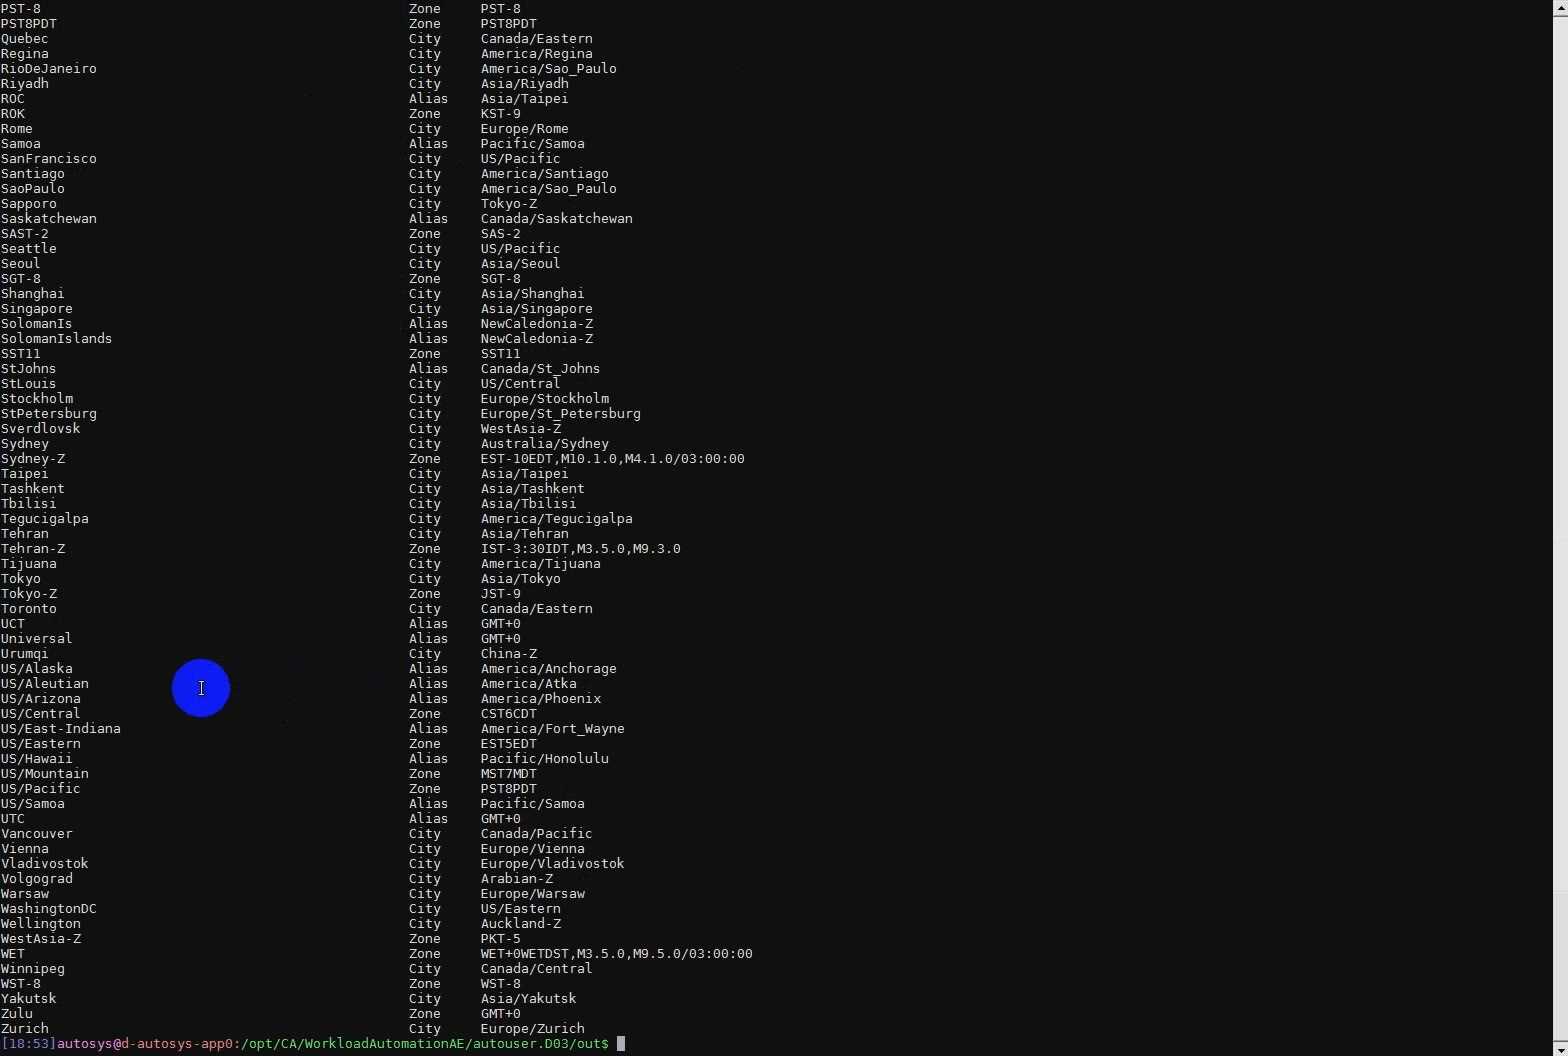 PST-8 Zone PST-8
PST8PDT Zone PST8PDT
Quebec City Canada/Eastern
Regina City America/Regina
RioDeJaneiro City America/Sao_Paulo
Riyadh City Asia/Riyadh
ROC Alias Asia/Taipei
ROK Zone KST-9
Rome City Europe/Rome
Samoa Alias Pacific/Samoa
SanFrancisco City US/Pacific
Santiago City America/Santiago
SaoPaulo City America/Sao_Paulo
Sapporo City Tokyo-Z
Saskatchewan Alias Canada/Saskatchewan
SAST-2 Zone SAS-2
Seattle City US/Pacific
Seoul City Asia/Seoul
SGT-8 Zone SGT-8
Shanghai City Asia/Shanghai
Singapore City Asia/Singapore
SolomanIs Alias NewCaledonia-Z
SolomanIslands Alias NewCaledonia-Z
SST11 Zone SST11
StJohns Alias Canada/St_Johns
StLouis City US/Central
Stockholm City Europe/Stockholm
StPetersburg City Europe/St_Petersburg
Sverdlovsk City WestAsia-Z
Sydney City Australia/Sydney
Sydney-Z Zone EST-10EDT,M10.1.0,M4.1.0/03:00:00
Taipei City Asia/Taipei
Tashkent City Asia/Tashkent
Tbilisi City Asia/Tbilisi
Tegucigalpa City America/Tegucigalpa
Tehran City Asia/Tehran
Tehran-Z Zone IST-3:30IDT,M3.5.0,M9.3.0
Tijuana City America/Tijuana
Tokyo City Asia/Tokyo
Tokyo-Z Zone JST-9
Toronto City Canada/Eastern
UCT Alias GMT+0
Universal Alias GMT+0
Urumqi City China-Z
US/Alaska Alias America/Anchorage
US/Aleutian Alias America/Atka
US/Arizona Alias America/Phoenix
US/Central Zone CST6CDT
US/East-Indiana Alias America/Fort_Wayne
US/Eastern Zone EST5EDT
US/Hawaii Alias Pacific/Honolulu
US/Mountain Zone MST7MDT
US/Pacific Zone PST8PDT
US/Samoa Alias Pacific/Samoa
UTC Alias GMT+0
Vancouver City Canada/Pacific
Vienna City Europe/Vienna
Vladivostok City Europe/Vladivostok
Volgograd City Arabian-Z
Warsaw City Europe/Warsaw
WashingtonDC City US/Eastern
Wellington City Auckland-Z
WestAsia-Z Zone PKT-5
WET Zone WET+0WETDST,M3.5.0,M9.5.0/03:00:00
Winnipeg City Canada/Central
WST-8 Zone WST-8
Yakutsk City Asia/Yakutsk
Zulu Zone GMT+0
Zurich City Europe/Zurich
[18:53]autosys@d-autosys-app0:/opt/CA/WorkloadAutomationAE/autouser.D03/out$